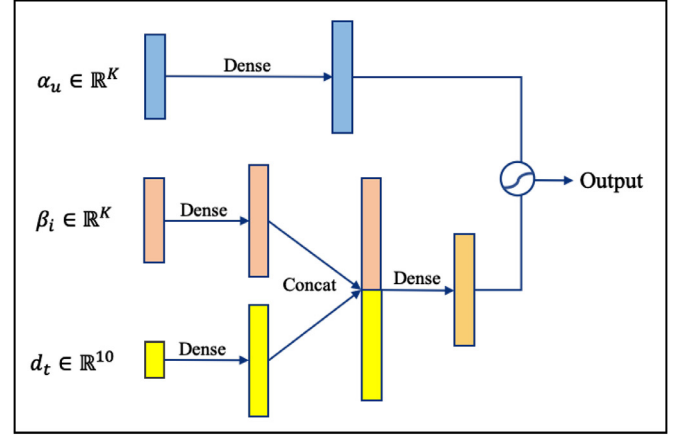 α_u ∈ ℝ^K
Dense
Output
β_i ∈ ℝ^K
Dense
Concat
Dense
d_t ∈ ℝ^10
Dense